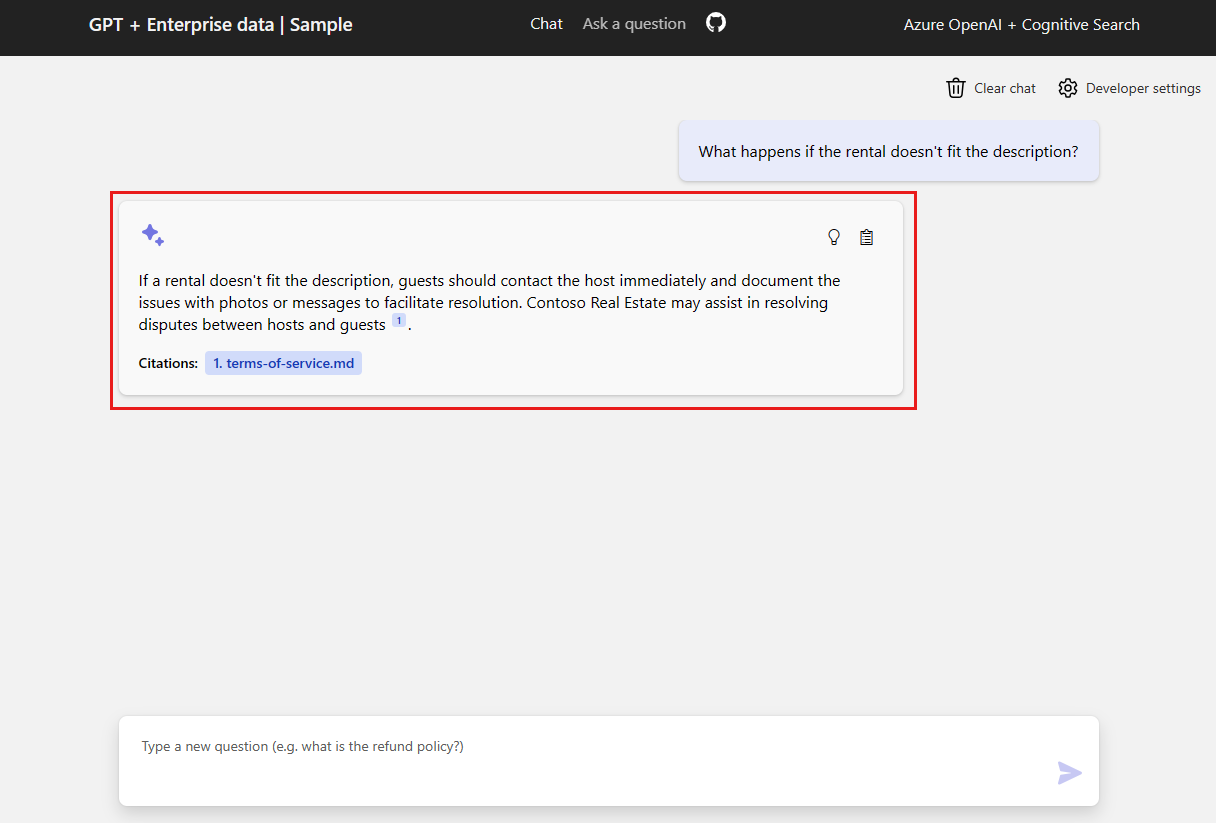 GPT + Enterprise data | Sample
Chat
Ask a question
Azure OpenAI + Cognitive Search
Clear chat
Developer settings
What happens if the rental doesn't fit the description?
If a rental doesn't fit the description, guests should contact the host immediately and document the
issues with photos or messages to facilitate resolution. Contoso Real Estate may assist in resolving
disputes between hosts and guests 1 .
Citations: 1. terms-of-service.md
Type a new question (e.g. what is the refund policy?)